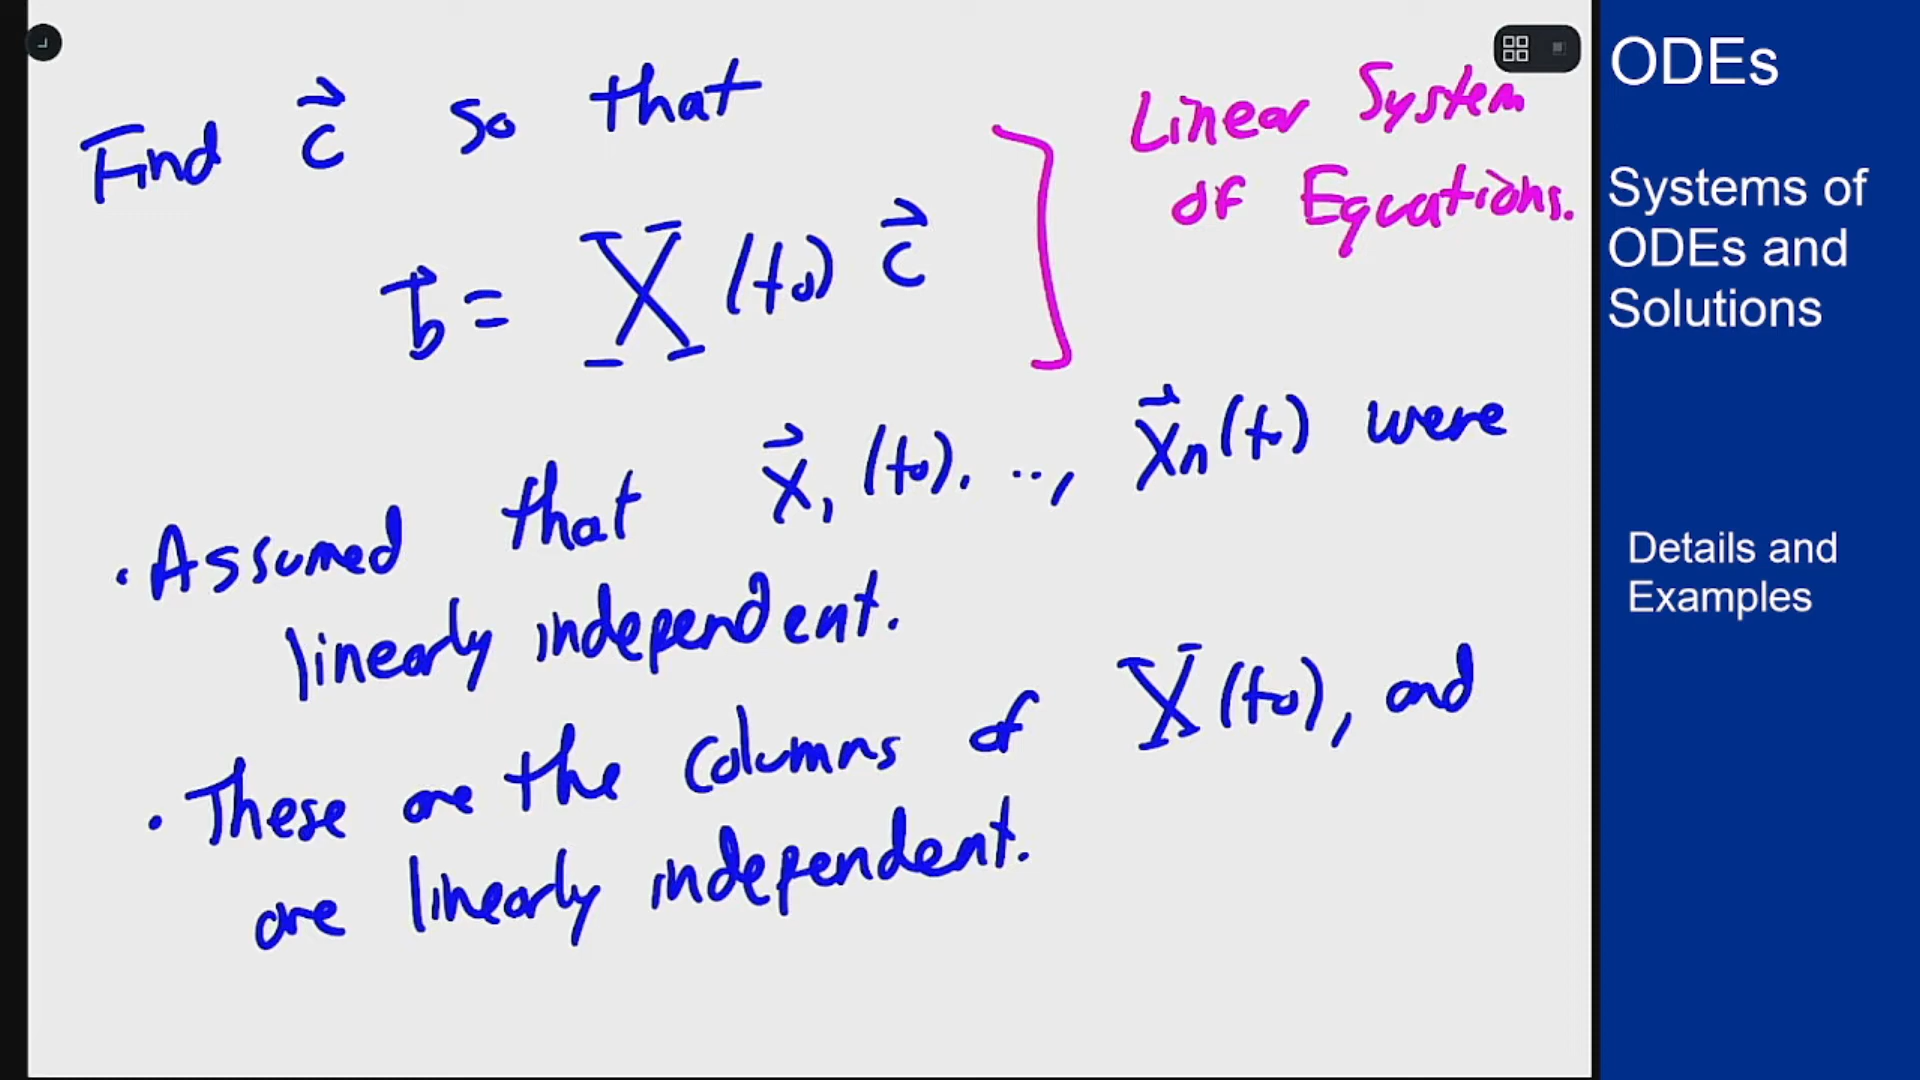 Find c⃗ so that
b⃗ = X(t₀) c⃗
Linear System
of Equations.
· Assumed that x⃗₁(t₀), ..., x⃗n(t₀) were
linearly independent.
· These are the columns of X(t₀), and
are linearly independent.
ODEs
Systems of
ODEs and
Solutions
Details and
Examples